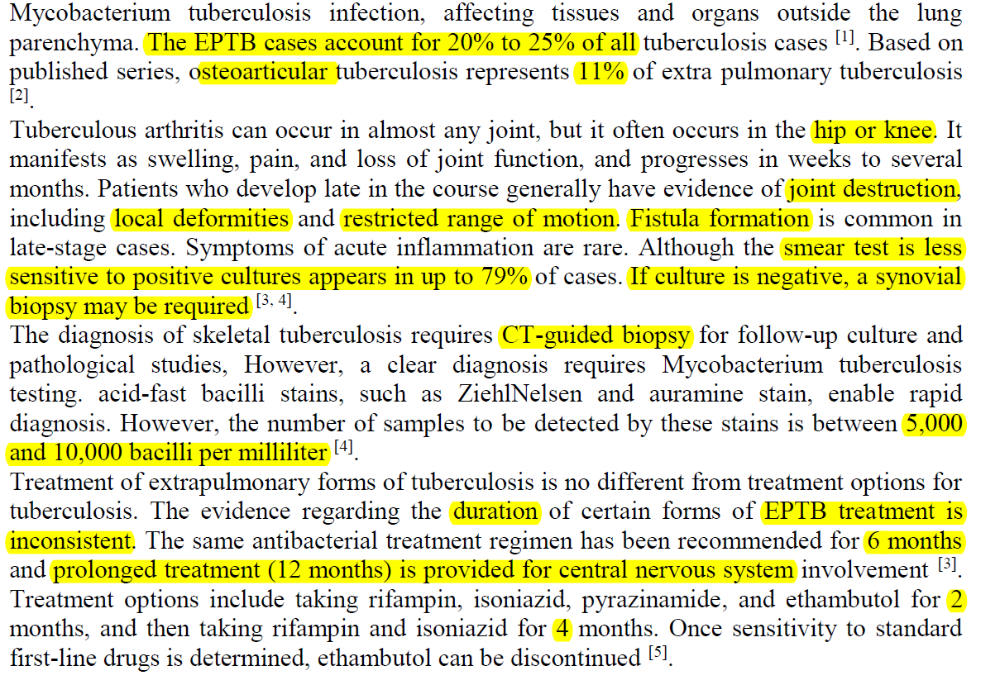 Mycobacterium tuberculosis infection, affecting tissues and organs outside the lung
parenchyma. The EPTB cases account for 20% to 25% of all tuberculosis cases [1]. Based on
published series, osteoarticular tuberculosis represents 11% of extra pulmonary tuberculosis
[2].
Tuberculous arthritis can occur in almost any joint, but it often occurs in the hip or knee. It
manifests as swelling, pain, and loss of joint function, and progresses in weeks to several
months. Patients who develop late in the course generally have evidence of joint destruction,
including local deformities and restricted range of motion. Fistula formation is common in
late-stage cases. Symptoms of acute inflammation are rare. Although the smear test is less
sensitive to positive cultures appears in up to 79% of cases. If culture is negative, a synovial
biopsy may be required [3, 4].
The diagnosis of skeletal tuberculosis requires CT-guided biopsy for follow-up culture and
pathological studies, However, a clear diagnosis requires Mycobacterium tuberculosis
testing. acid-fast bacilli stains, such as ZiehlNelsen and auramine stain, enable rapid
diagnosis. However, the number of samples to be detected by these stains is between 5,000
and 10,000 bacilli per milliliter [4].
Treatment of extrapulmonary forms of tuberculosis is no different from treatment options for
tuberculosis. The evidence regarding the duration of certain forms of EPTB treatment is
inconsistent. The same antibacterial treatment regimen has been recommended for 6 months
and prolonged treatment (12 months) is provided for central nervous system involvement [3].
Treatment options include taking rifampin, isoniazid, pyrazinamide, and ethambutol for 2
months, and then taking rifampin and isoniazid for 4 months. Once sensitivity to standard
first-line drugs is determined, ethambutol can be discontinued [5].